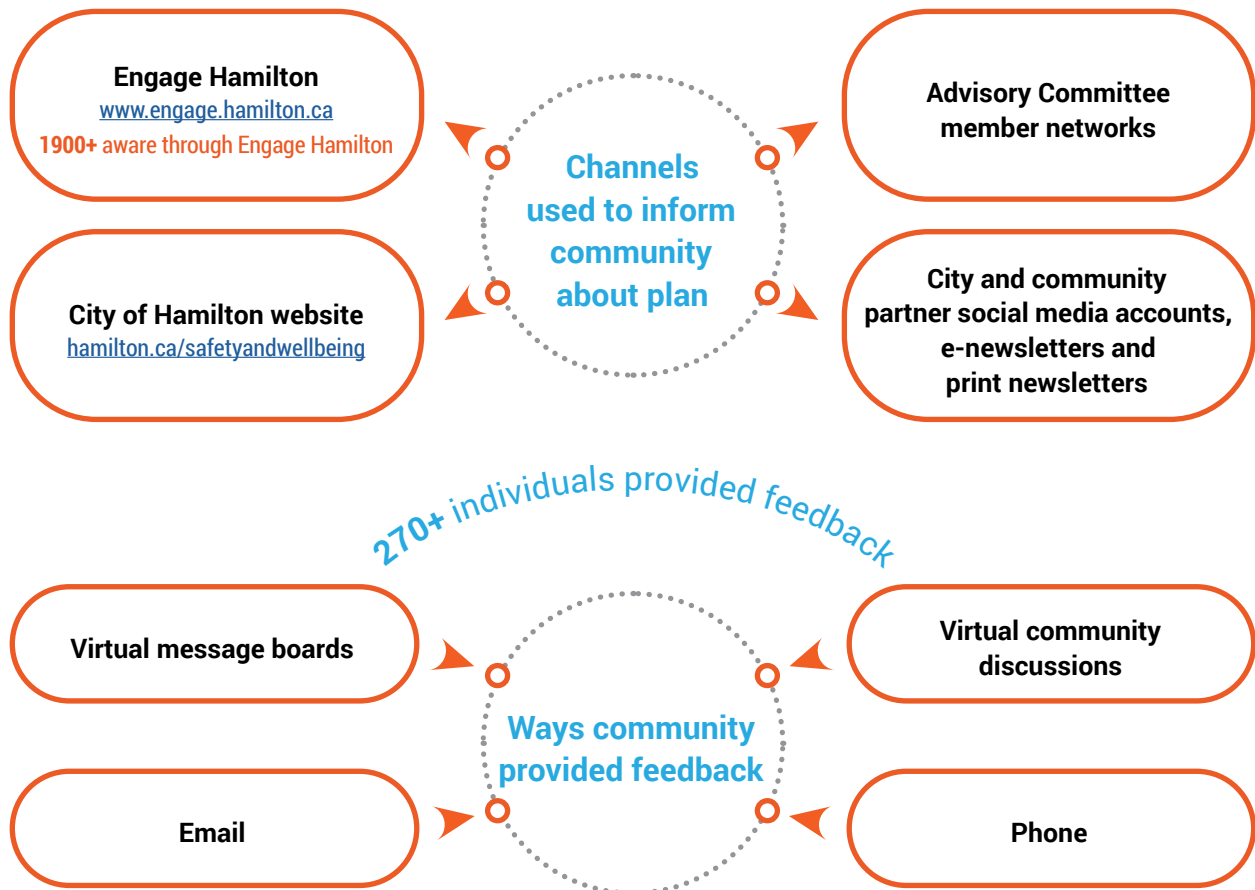 Engage Hamilton
www.engage.hamilton.ca
1900+ aware through Engage Hamilton
Advisory Committee
member networks
Channels
used to inform
community
about plan
City of Hamilton website
hamilton.ca/safetyandwellbeing
City and community
partner social media accounts,
e-newsletters and
print newsletters
270+ individuals provided feedback
Virtual message boards
Virtual community
discussions
Ways community
provided feedback
Email
Phone